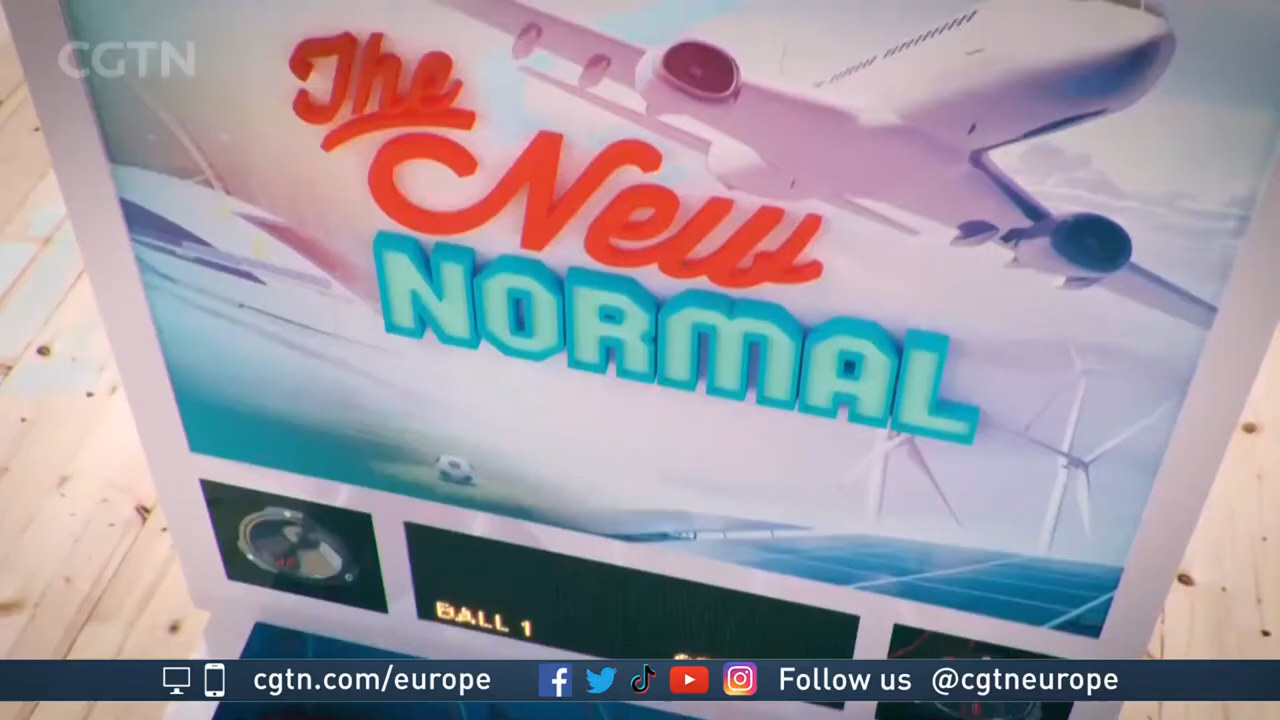 CGTN
The
New
NORMAL
BALL 1
cgtn.com/europe
Follow us @cgtneurope